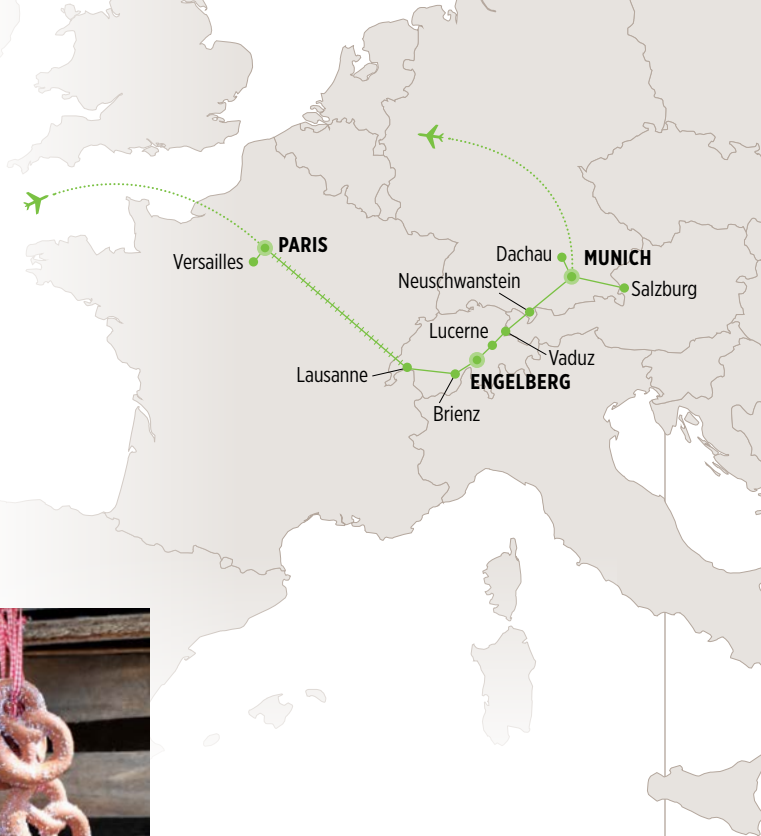 PARIS
Versailles
Dachau
MUNICH
Neuschwanstein
Salzburg
Lucerne
Vaduz
Lausanne
ENGELBERG
Brienz